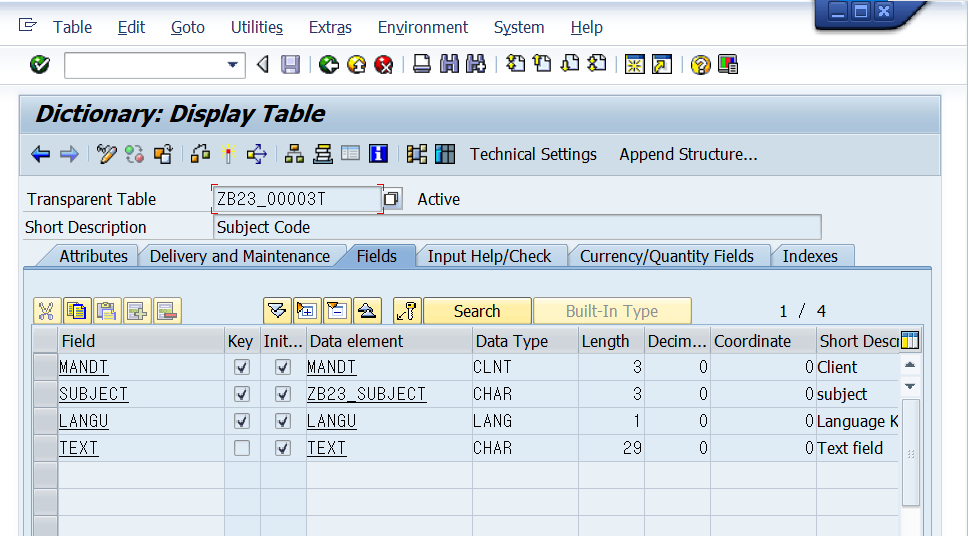 Table Edit Goto Utilities Extras Environment System Help
Dictionary: Display Table
Technical Settings Append Structure...
Transparent Table ZB23_00003T Active
Short Description Subject Code
Attributes Delivery and Maintenance Fields Input Help/Check Currency/Quantity Fields Indexes
Search Built-In Type 1 / 4
Field Key Init... Data element Data Type Length Decim... Coordinate Short Descr
MANDT MANDT CLNT 3 0 0 Client
SUBJECT ZB23_SUBJECT CHAR 3 0 0 subject
LANGU LANGU LANG 1 0 0 Language K
TEXT TEXT CHAR 29 0 0 Text field